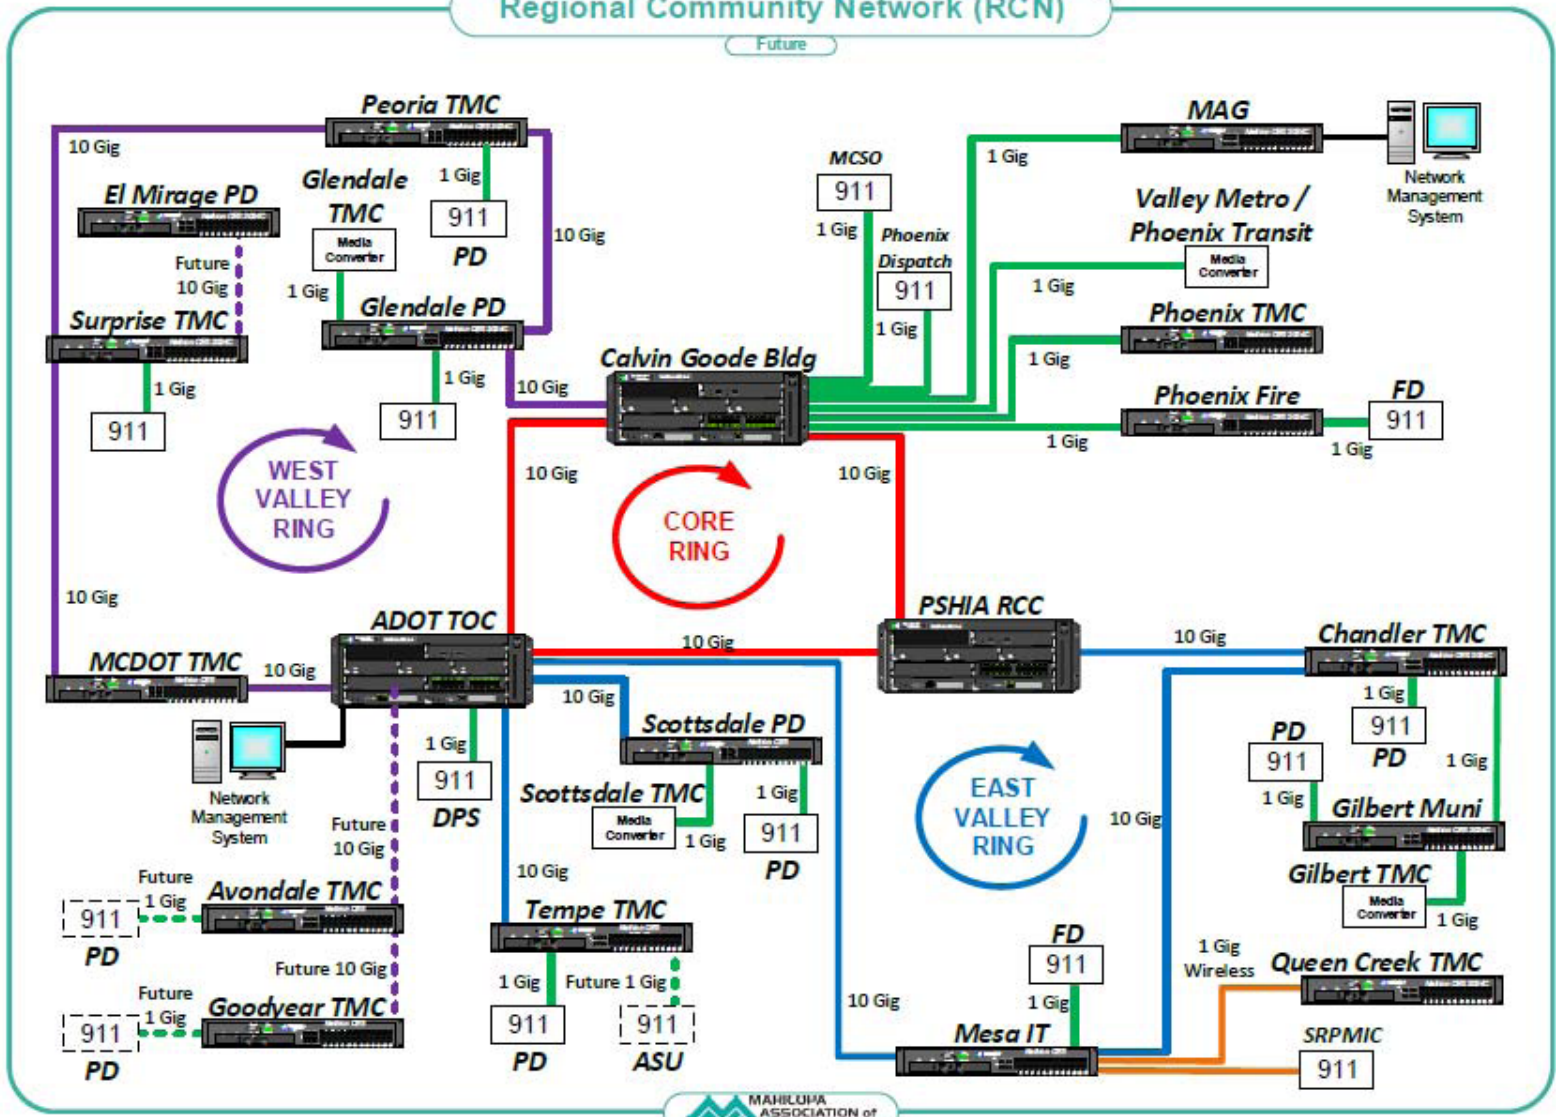 Regional Community Network (RCN)
Future
Peoria TMC
10 Gig
1 Gig
911
PD
10 Gig
El Mirage PD
Future
10 Gig
Glendale
TMC
Media
Converter
1 Gig
Glendale PD
1 Gig
911
10 Gig
Surprise TMC
1 Gig
911
WEST
VALLEY
RING
10 Gig
MCDOT TMC
10 Gig
MCSO
911
1 Gig
Phoenix
Dispatch
911
1 Gig
Calvin Goode Bldg
MAG
1 Gig
Network
Management
System
Valley Metro /
Phoenix Transit
Media
Converter
1 Gig
Phoenix TMC
1 Gig
Phoenix Fire
1 Gig
FD
911
1 Gig
10 Gig
10 Gig
CORE
RING
ADOT TOC
10 Gig
PSHIA RCC
10 Gig
Chandler TMC
1 Gig
911
PD
1 Gig
PD
911
1 Gig
Gilbert Muni
Gilbert TMC
Media
Converter
1 Gig
Network
Management
System
1 Gig
911
DPS
10 Gig
Scottsdale PD
Scottsdale TMC
Media
Converter
1 Gig
1 Gig
911
PD
EAST
VALLEY
RING
10 Gig
Future
10 Gig
Future
1 Gig
Avondale TMC
911
PD
Future 10 Gig
Future
1 Gig
Goodyear TMC
911
PD
10 Gig
Tempe TMC
1 Gig
911
PD
Future 1 Gig
911
ASU
10 Gig
FD
911
1 Gig
Mesa IT
1 Gig
Wireless
Queen Creek TMC
SRPMIC
911
MARICOPA
ASSOCIATION of